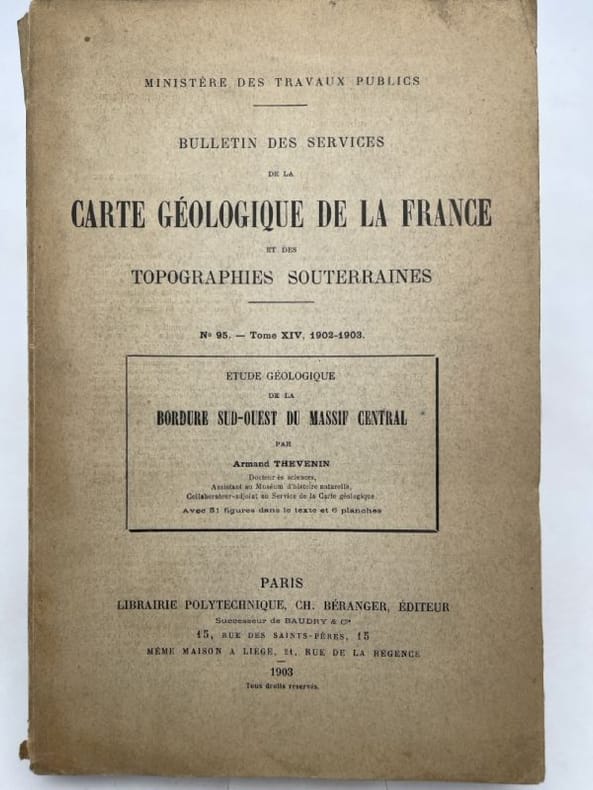 MINISTÈRE DES TRAVAUX PUBLICS
BULLETIN DES SERVICES
DE LA
CARTE GÉOLOGIQUE DE LA FRANCE
ET DES
TOPOGRAPHIES SOUTERRAINES
Nº 95. — Tome XIV, 1902-1903.
ETUDE GÉOLOGIQUE
DE LA
BORDURE SUD-OUEST DU MASSIF CENTRAL
PAR
Armand THEVENIN
Docteur ès sciences,
Assistant au Muséum d'histoire naturelle,
Collaborateur-adjoint au Service de la Carte géologique
Avec 51 figures dans le texte et 6 planches
PARIS
LIBRAIRIE POLYTECHNIQUE, CH. BÉRANGER, ÉDITEUR
Successeur de BAUDRY & Cie
15, RUE DES SAINTS-PÈRES, 15
MÊME MAISON A LIÈGE, 21, RUE DE LA RÉGENCE
1903
Tous droits réservés.